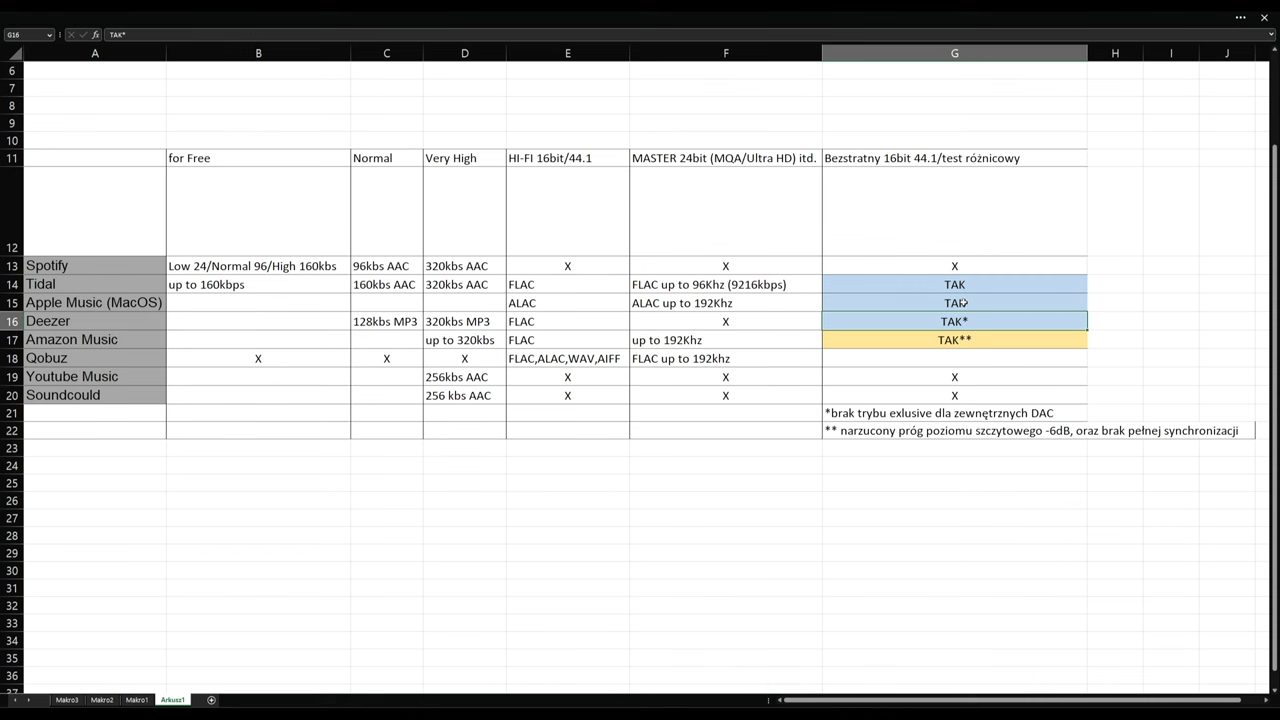 G16 TAK*
A B C D E F G H I J
6
7
8
9
10
11 for Free Normal Very High HI-FI 16bit/44.1 MASTER 24bit (MQA/Ultra HD) itd. Bezstratny 16bit 44.1/test różnicowy
12
13 Spotify Low 24/Normal 96/High 160kbs 96kbs AAC 320kbs AAC X X X
14 Tidal up to 160kbps 160kbs AAC 320kbs AAC FLAC FLAC up to 96Khz (9216kbps) TAK
15 Apple Music (MacOS) ALAC ALAC up to 192Khz TAK
16 Deezer 128kbs MP3 320kbs MP3 FLAC X TAK*
17 Amazon Music up to 320kbs FLAC up to 192Khz TAK**
18 Qobuz X X X FLAC,ALAC,WAV,AIFF FLAC up to 192khz
19 Youtube Music 256kbs AAC X X X
20 Soundcould 256 kbs AAC X X X
21 *brak trybu exlusive dla zewnętrznych DAC
22 ** narzucony próg poziomu szczytowego -6dB, oraz brak pełnej synchronizacji
23
24
25
26
27
28
29
30
31
32
33
34
35
36
37
Makro3 Makro2 Makro1 Arkusz1